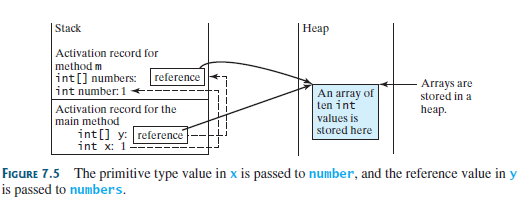 Stack
Heap
Activation record for
method m
int[] numbers: reference
int number: 1
Activation record for the
main method
int[] y: reference
int x: 1
An array of
ten int
values is
stored here
Arrays are
stored in a
heap.
FIGURE 7.5 The primitive type value in x is passed to number, and the reference value in y
is passed to numbers.